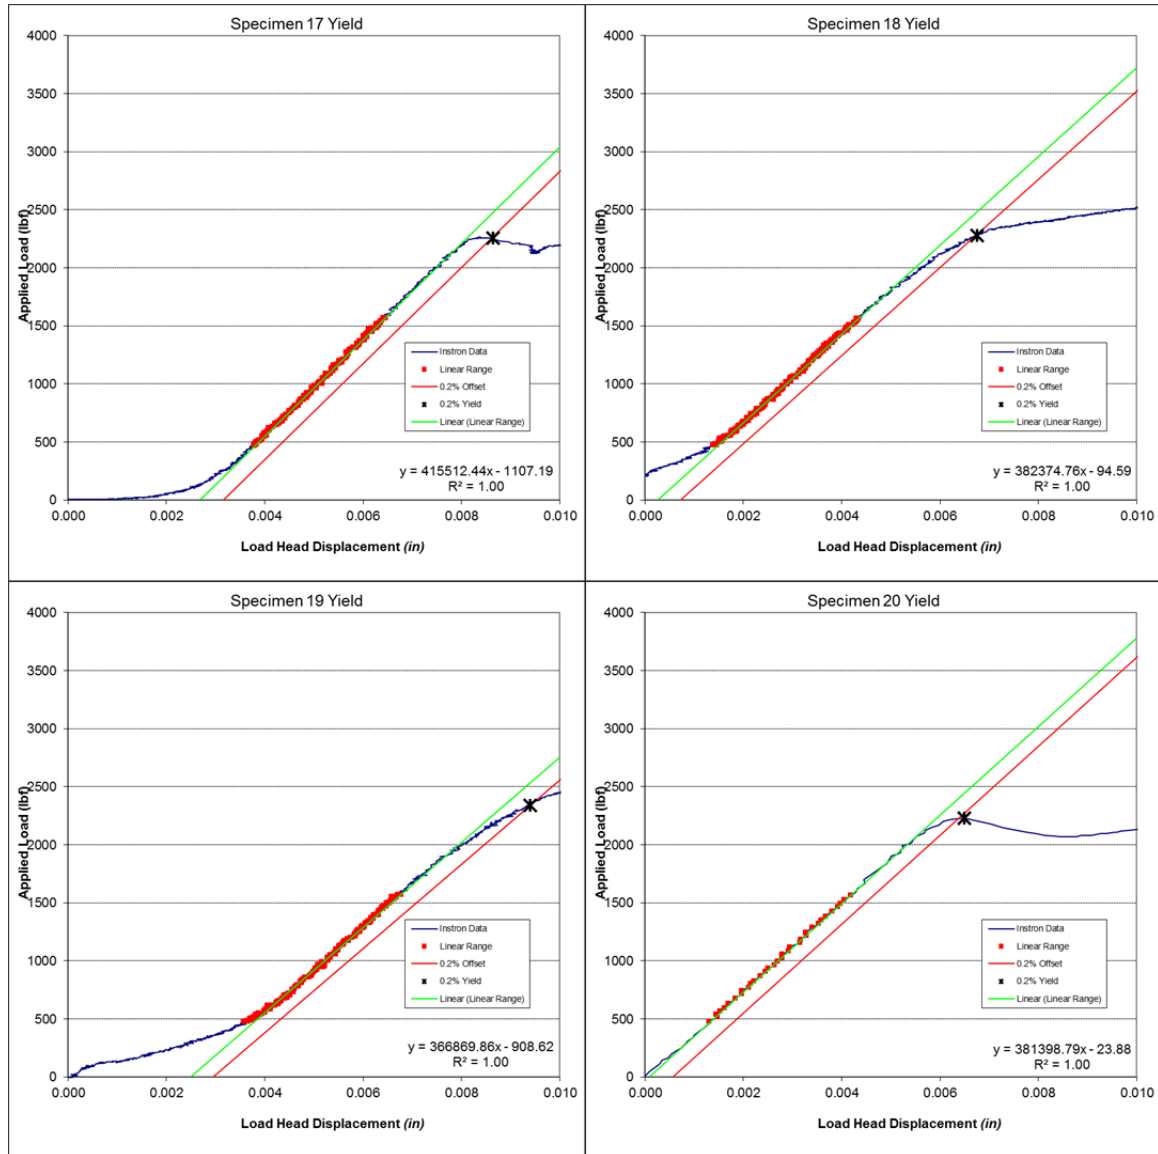 Specimen 17 Yield
4000
3500
3000
2500
2000
1500
1000
500
0
Applied Load (lbf)
Instron Data
Linear Range
0.2% Offset
0.2% Yield
Linear (Linear Range)
y = 415512.44x - 1107.19
R² = 1.00
0.000 0.002 0.004 0.006 0.008 0.010
Load Head Displacement (in)
Specimen 18 Yield
4000
3500
3000
2500
2000
1500
1000
500
0
Applied Load (lbf)
Instron Data
Linear Range
0.2% Offset
0.2% Yield
Linear (Linear Range)
y = 382374.76x - 94.59
R² = 1.00
0.000 0.002 0.004 0.006 0.008 0.010
Load Head Displacement (in)
Specimen 19 Yield
4000
3500
3000
2500
2000
1500
1000
500
0
Applied Load (lbf)
Instron Data
Linear Range
0.2% Offset
0.2% Yield
Linear (Linear Range)
y = 366869.86x - 908.62
R² = 1.00
0.000 0.002 0.004 0.006 0.008 0.010
Load Head Displacement (in)
Specimen 20 Yield
4000
3500
3000
2500
2000
1500
1000
500
0
Applied Load (lbf)
Instron Data
Linear Range
0.2% Offset
0.2% Yield
Linear (Linear Range)
y = 381398.79x - 23.88
R² = 1.00
0.000 0.002 0.004 0.006 0.008 0.010
Load Head Displacement (in)